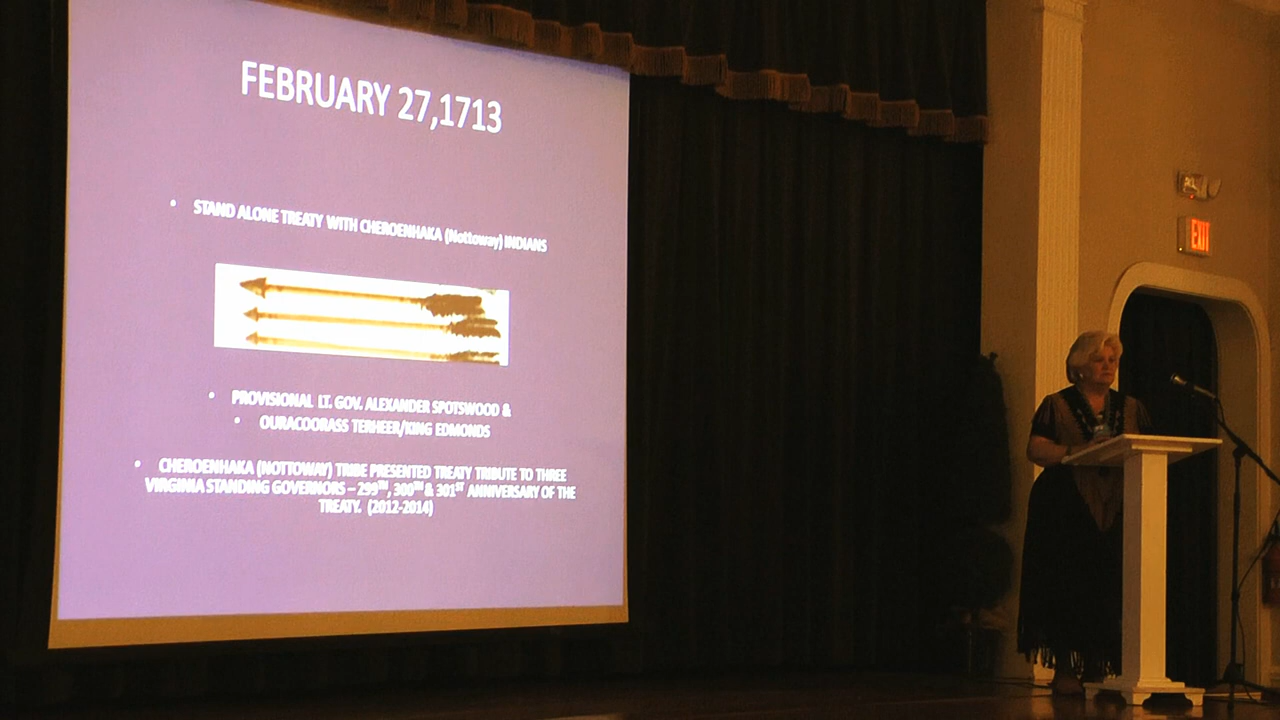 FEBRUARY 27,1713
• STAND ALONE TREATY WITH CHEROENHAKA (Nottoway) INDIANS
• PROVISIONAL LT. GOV. ALEXANDER SPOTSWOOD &
• OURACOORASS TERHEER/KING EDMONDS
• CHEROENHAKA (NOTTOWAY) TRIBE PRESENTED TREATY TRIBUTE TO THREE
VIRGINIA STANDING GOVERNORS – 299TH, 300TH & 301ST ANNIVERSARY OF THE
TREATY. (2012-2014)
EXIT